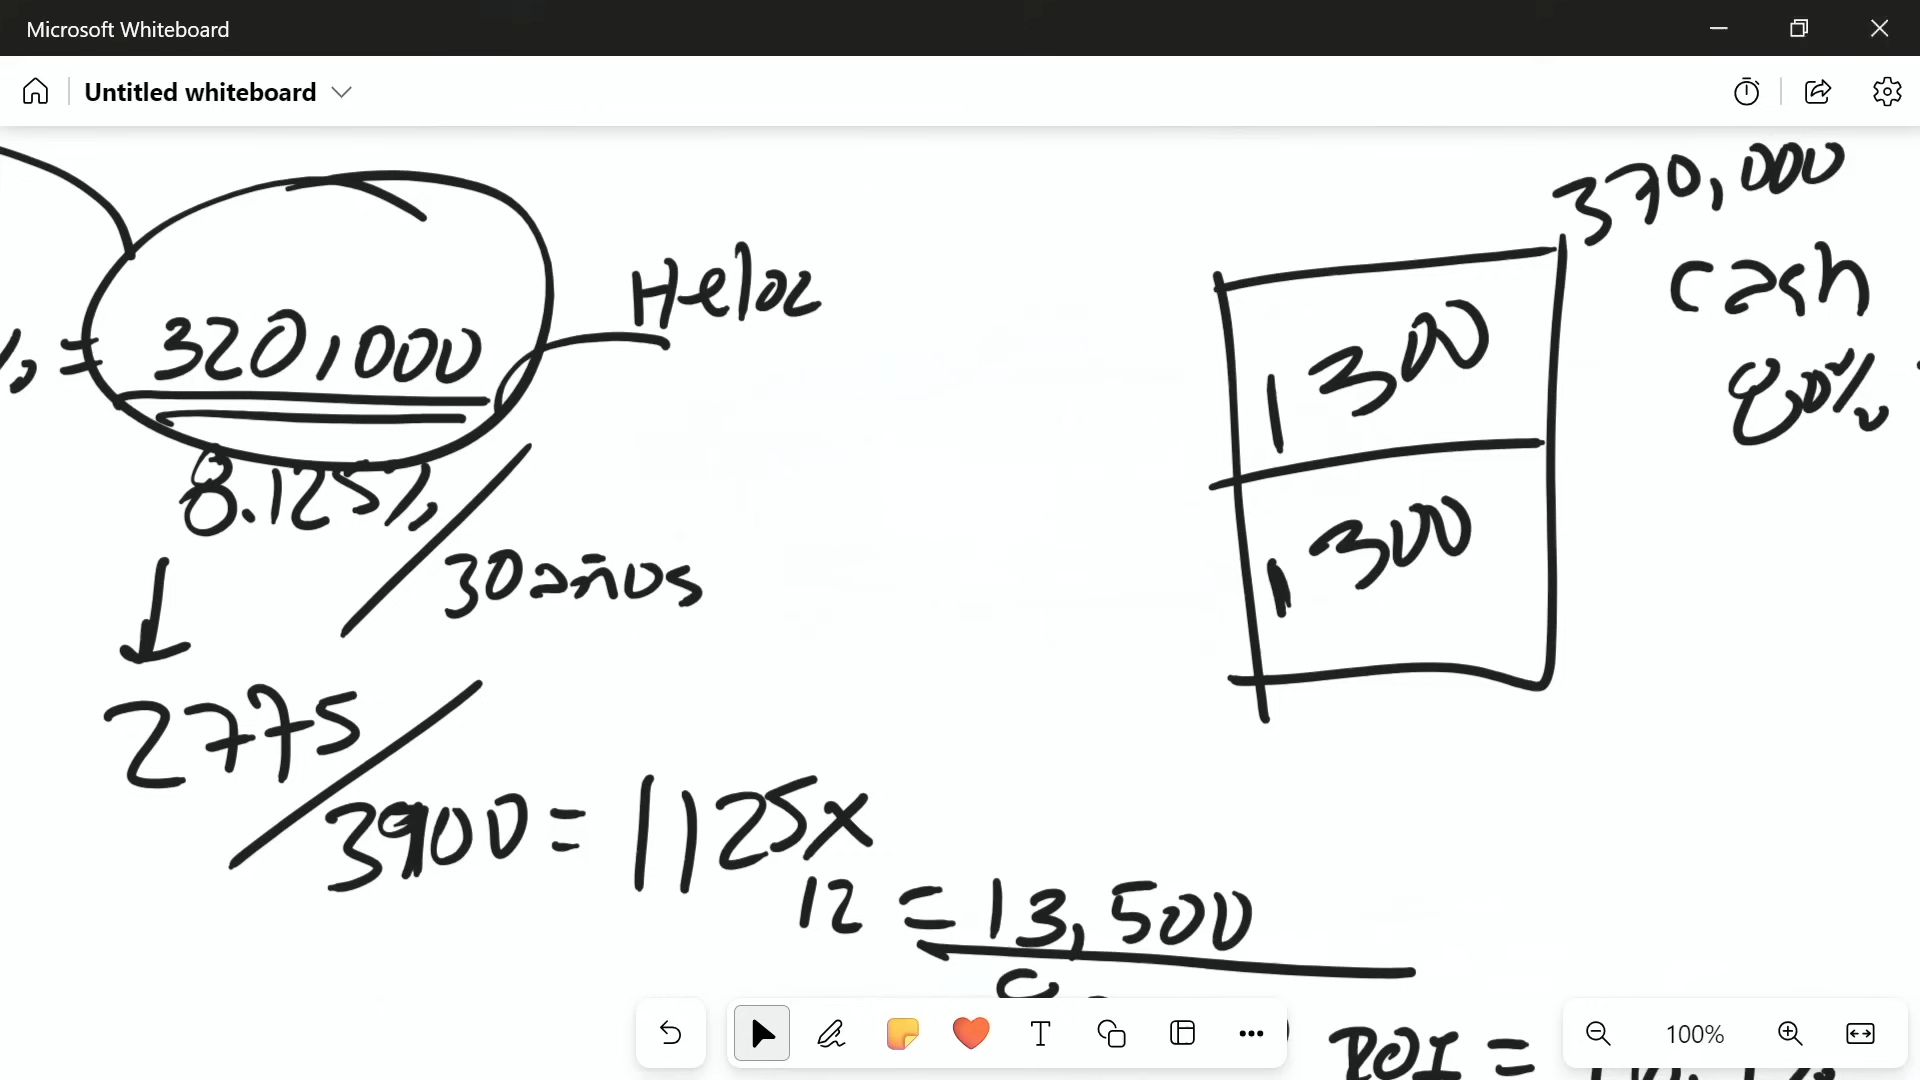 Microsoft Whiteboard
Untitled whiteboard
370,000
cash
80%
Heloc
= 320,000
8.125%
30 años
1300
1300
2775
3900 = 1125x
12 = 13,500
ROI =
100%